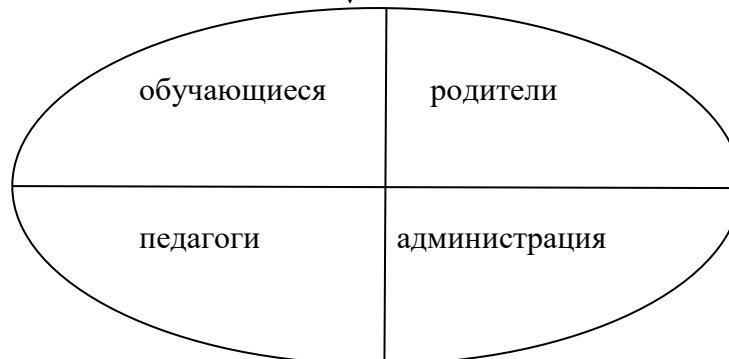 обучающиеся родители
педагоги администрация